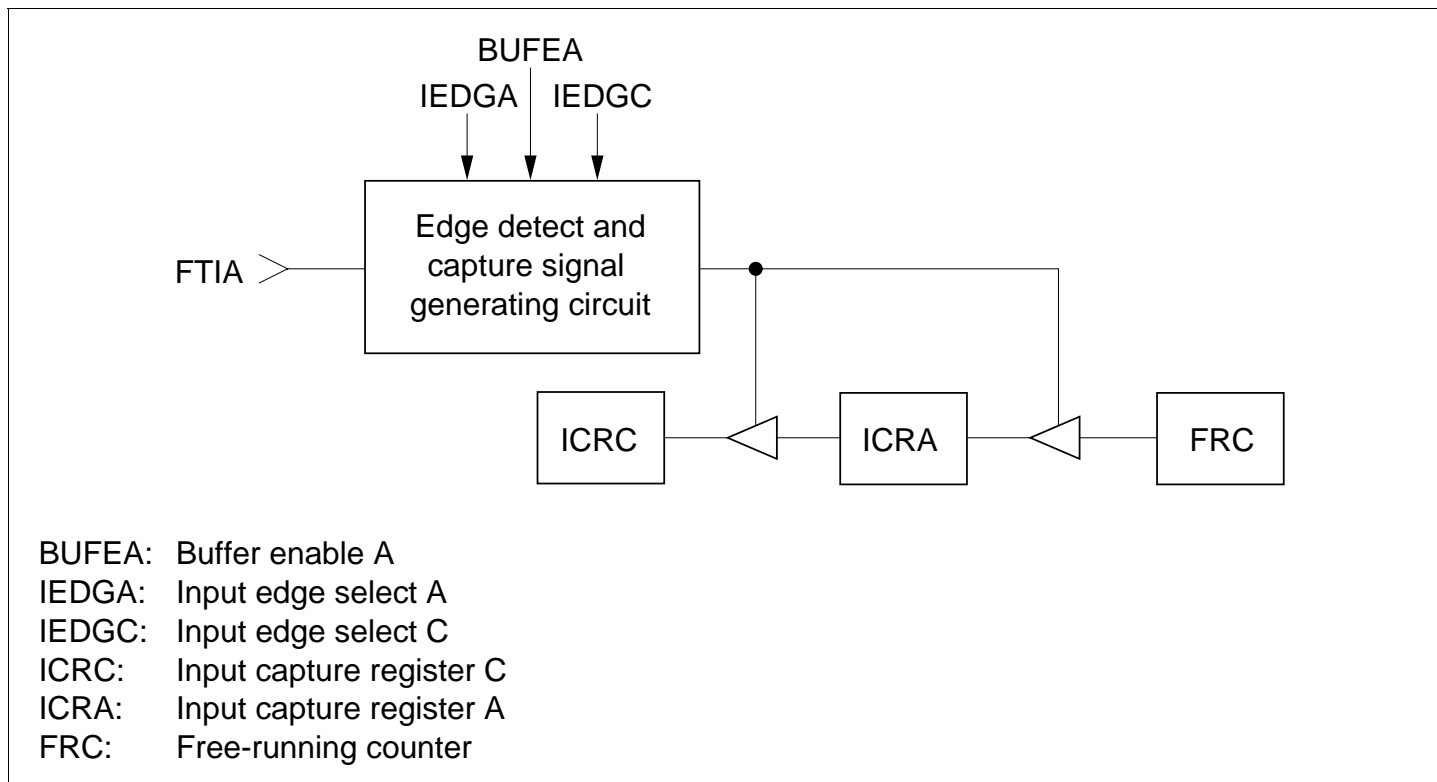 BUFEA
IEDGA IEDGC
Edge detect and
capture signal
generating circuit
FTIA
ICRC ICRA FRC
BUFEA: Buffer enable A
IEDGA: Input edge select A
IEDGC: Input edge select C
ICRC: Input capture register C
ICRA: Input capture register A
FRC: Free-running counter